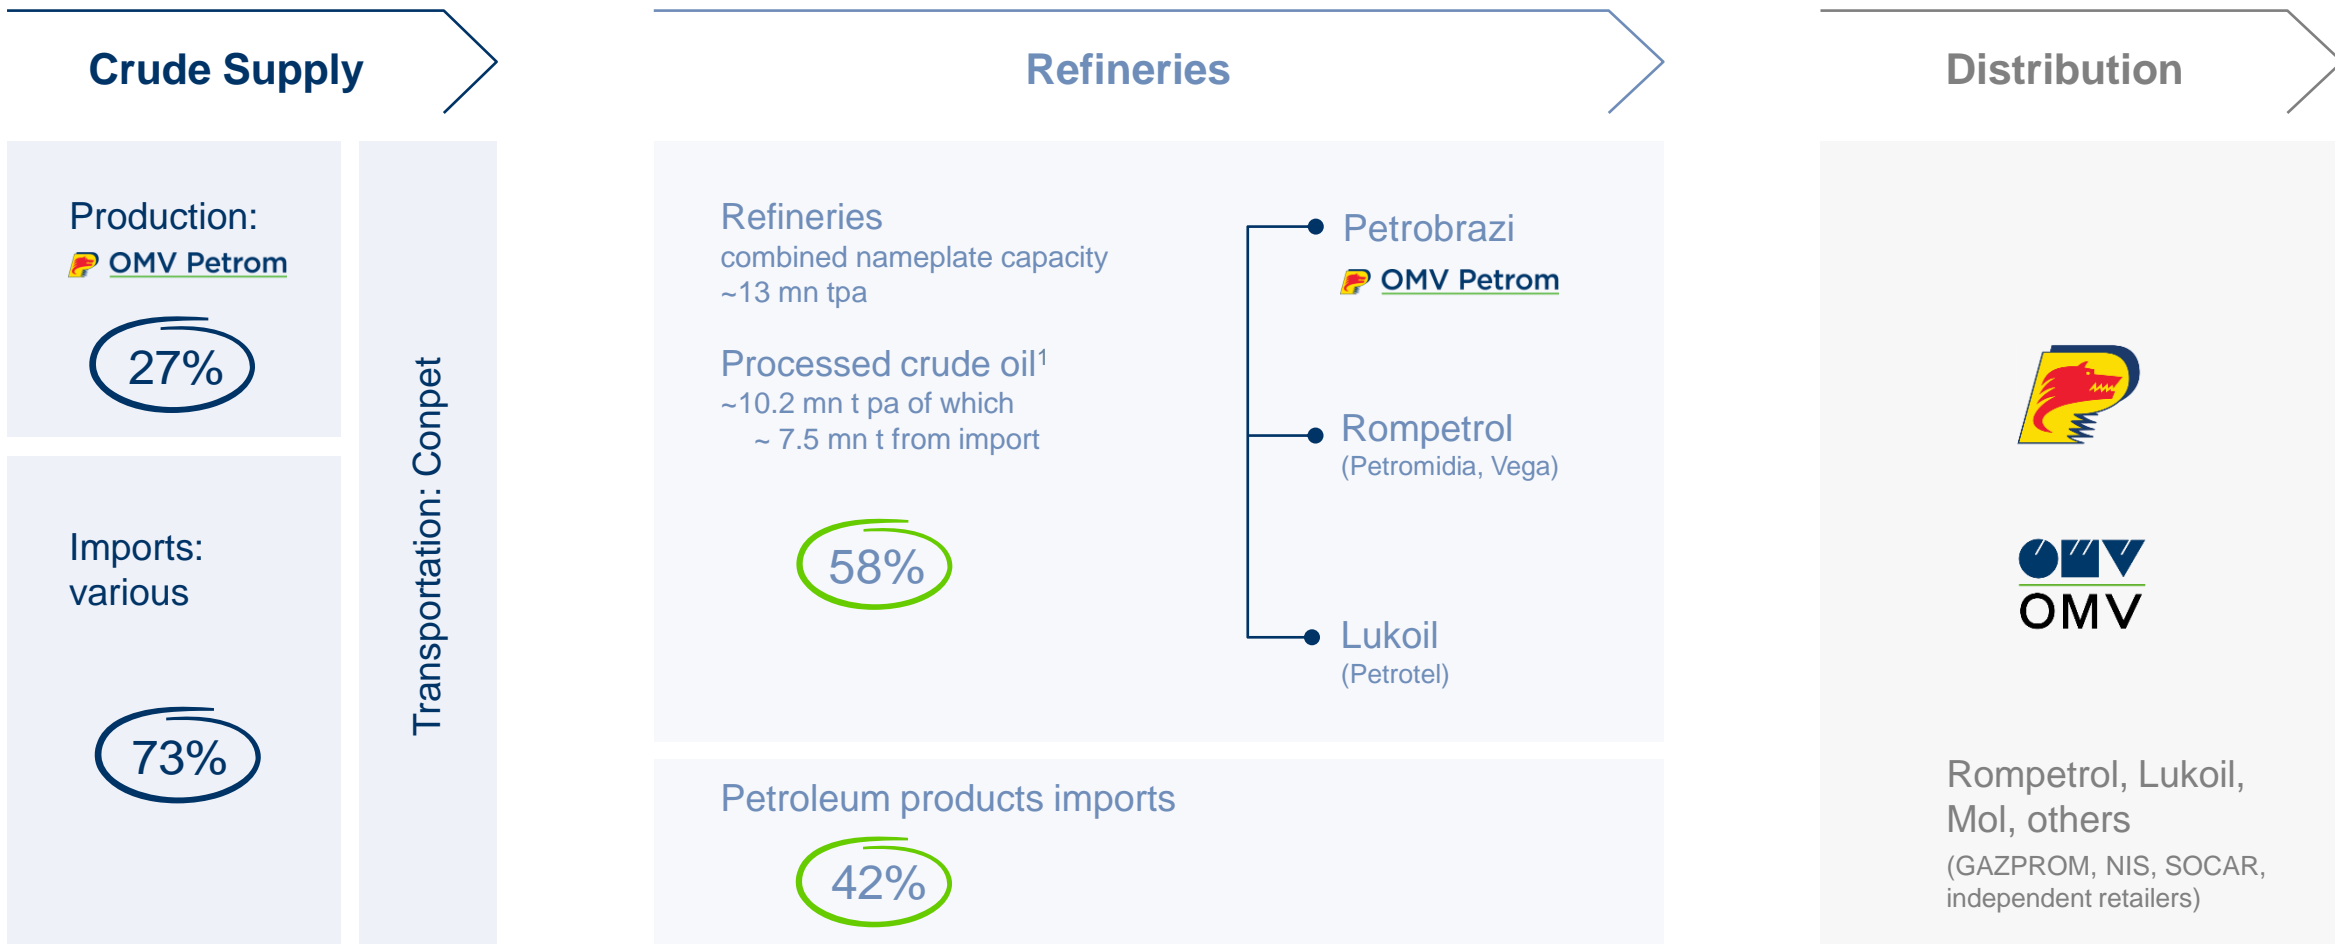 Crude Supply
Production:
OMV Petrom
27%
Imports:
various
73%
Transportation: Conpet
Refineries
Refineries
combined nameplate capacity
~13 mn tpa
Processed crude oil¹
~10.2 mn t pa of which
~ 7.5 mn t from import
58%
Petrobrazi
OMV Petrom
Rompetrol
(Petromidia, Vega)
Lukoil
(Petrotel)
Petroleum products imports
42%
Distribution
OMV
OMV
Rompetrol, Lukoil,
Mol, others
(GAZPROM, NIS, SOCAR,
independent retailers)